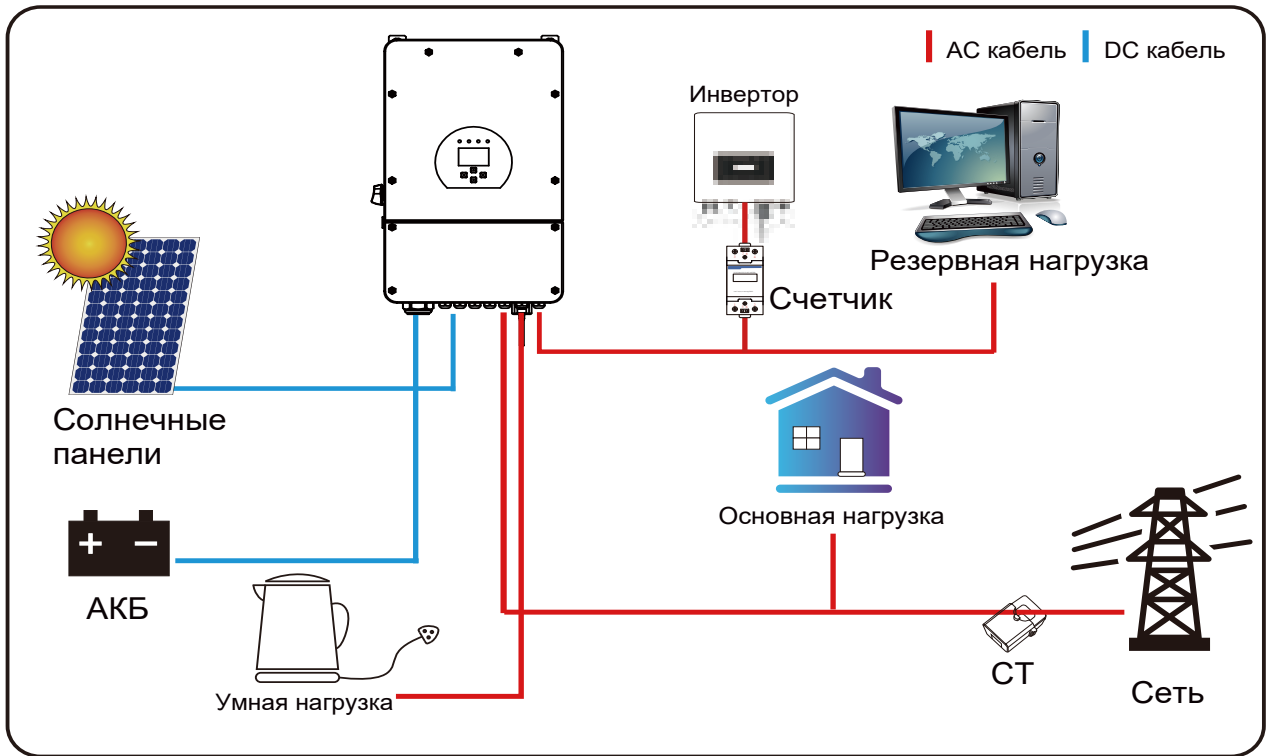 AC кабель
DC кабель
Инвертор
Резервная нагрузка
Счетчик
Солнечные
панели
Основная нагрузка
+ −
АКБ
Умная нагрузка
CT
Сеть